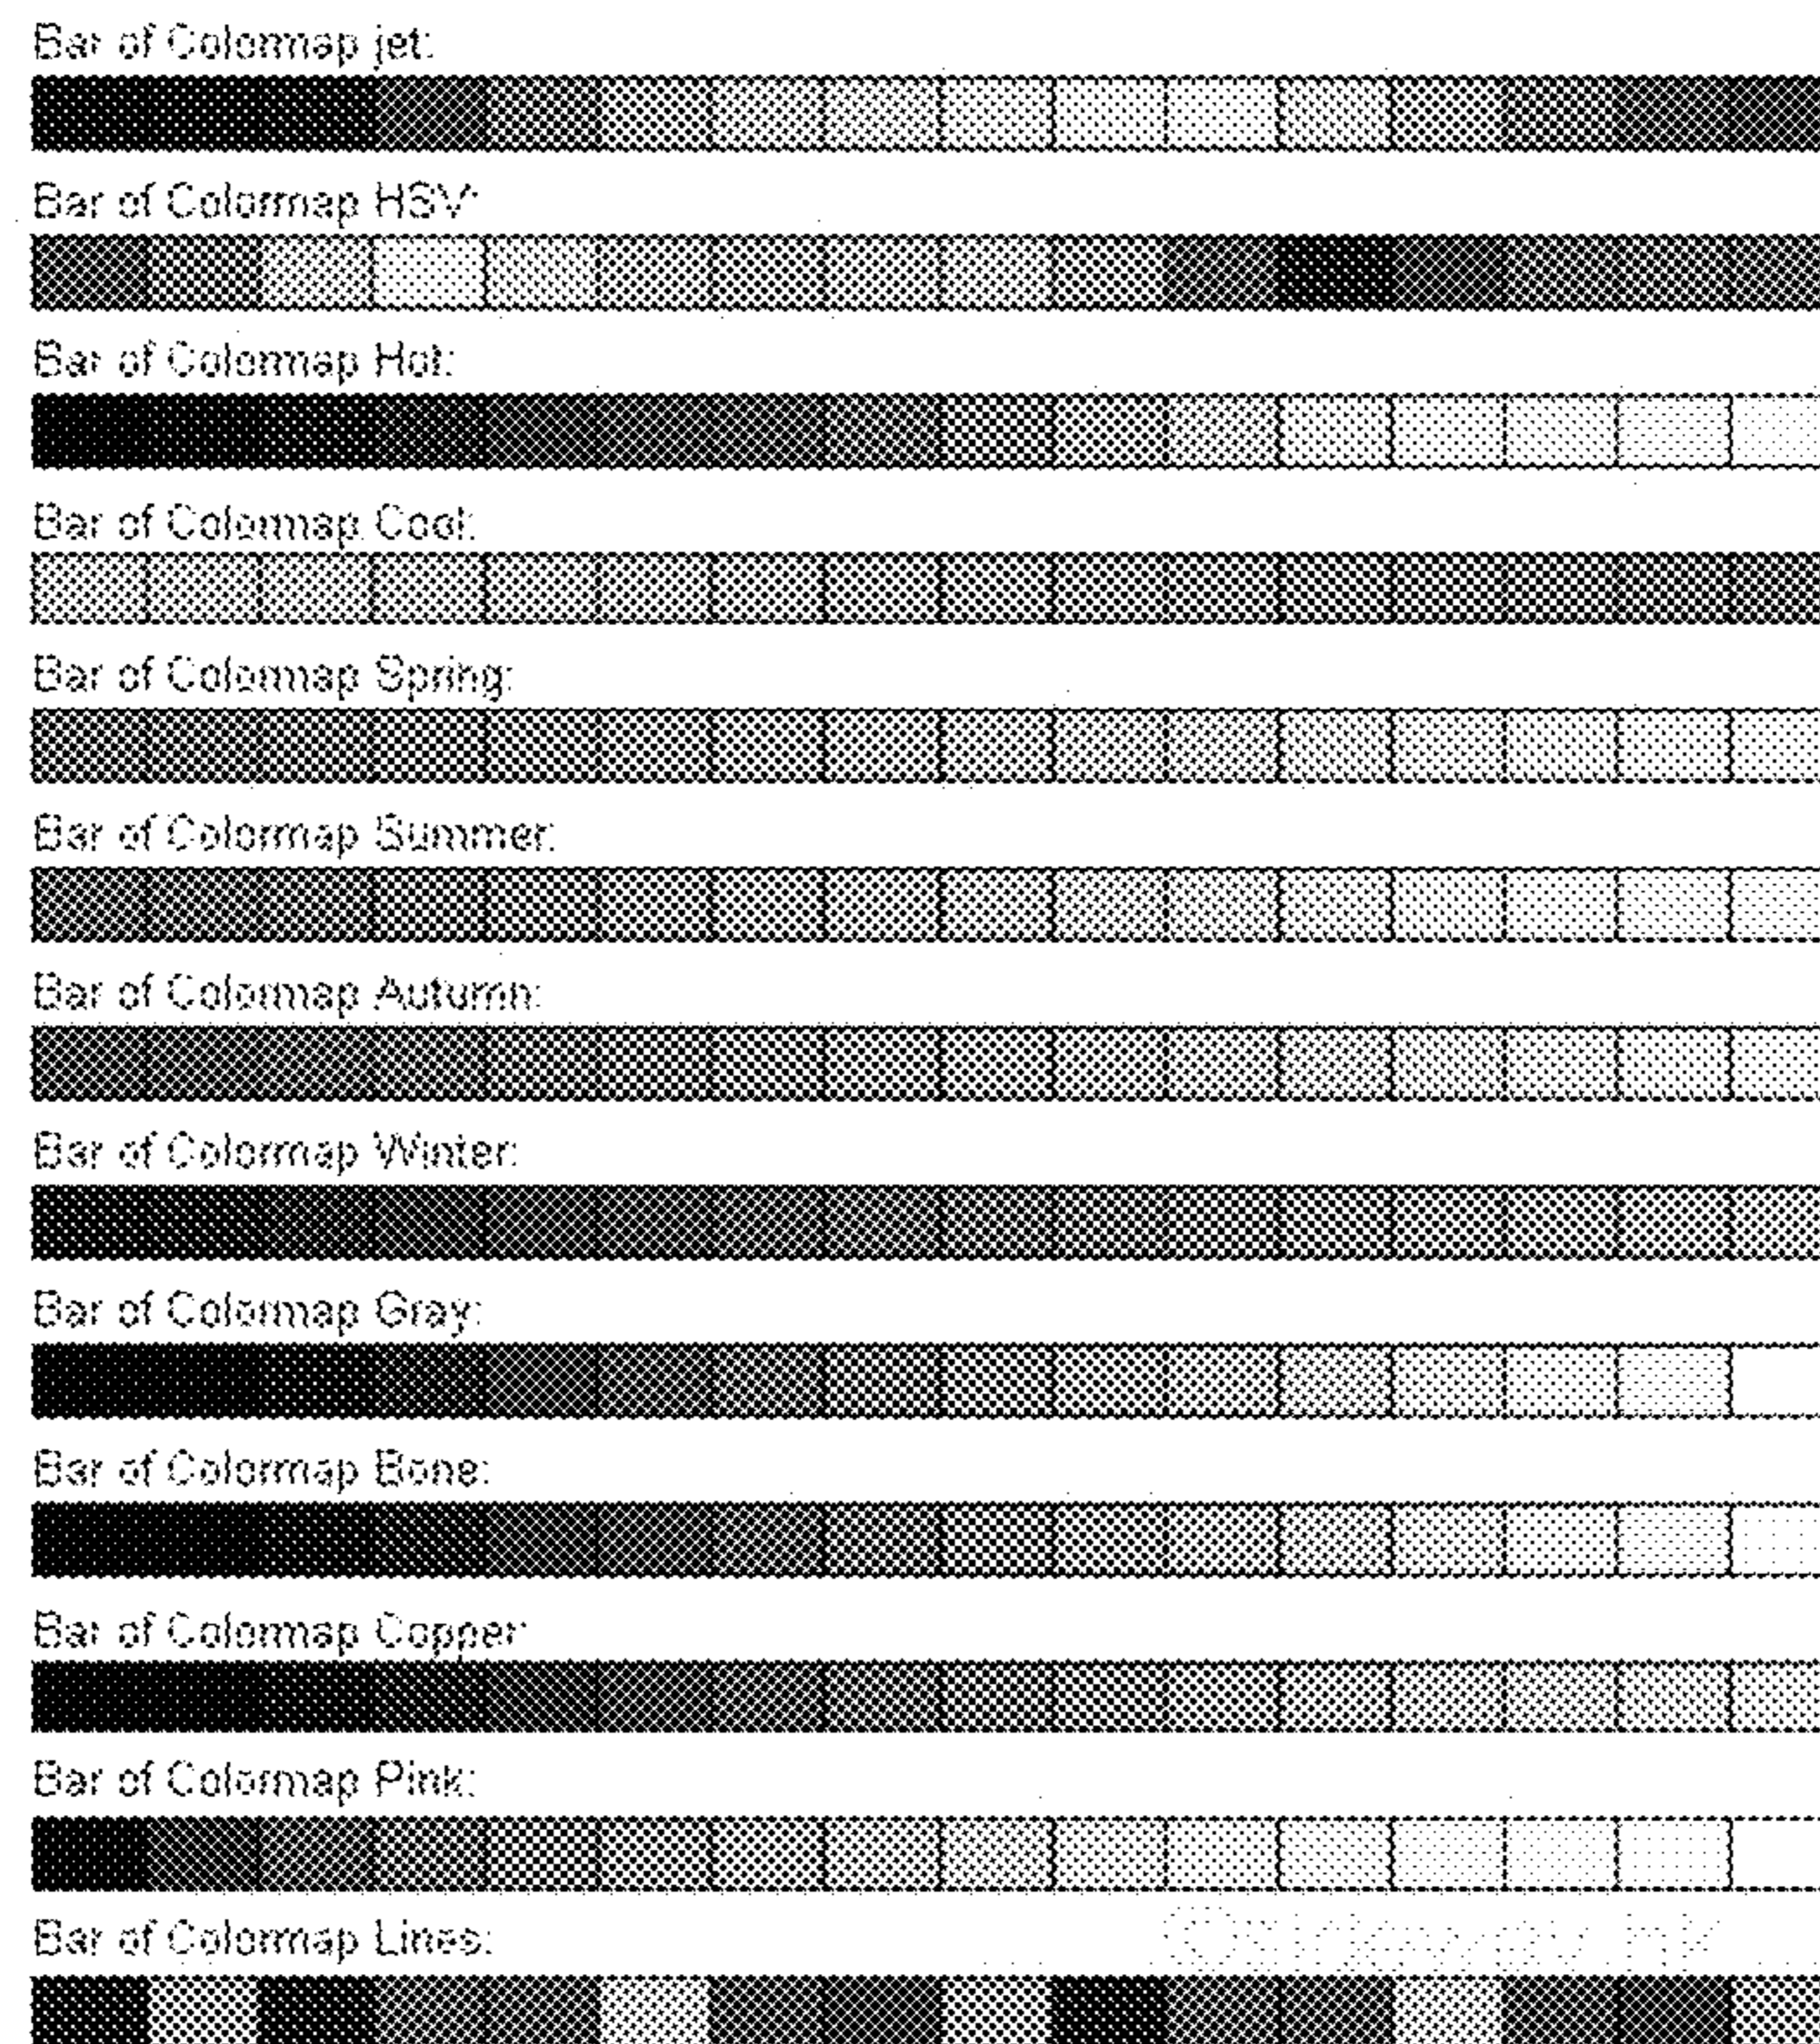 Bar of Colormap jet:
Bar of Colormap HSV:
Bar of Colormap Hot:
Bar of Colormap Cool:
Bar of Colormap Spring:
Bar of Colormap Summer:
Bar of Colormap Autumn:
Bar of Colormap Winter:
Bar of Colormap Gray:
Bar of Colormap Bone:
Bar of Colormap Copper:
Bar of Colormap Pink:
Bar of Colormap Lines: